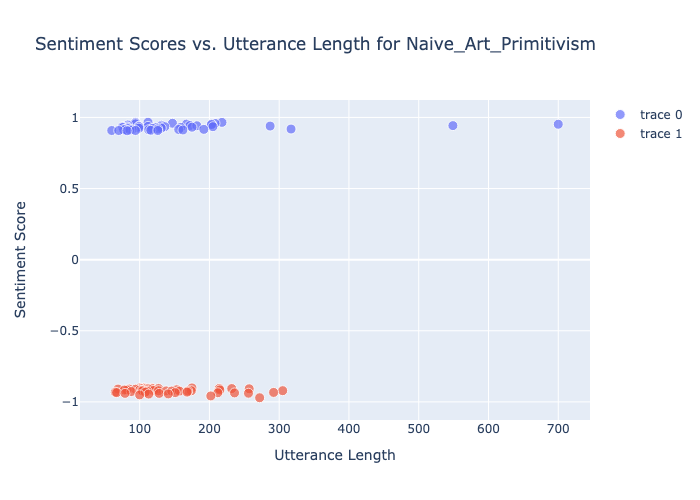 Sentiment Scores vs. Utterance Length for Naive_Art_Primitivism
trace 0
trace 1
1
0.5
0
−0.5
−1
Sentiment Score
100 200 300 400 500 600 700
Utterance Length